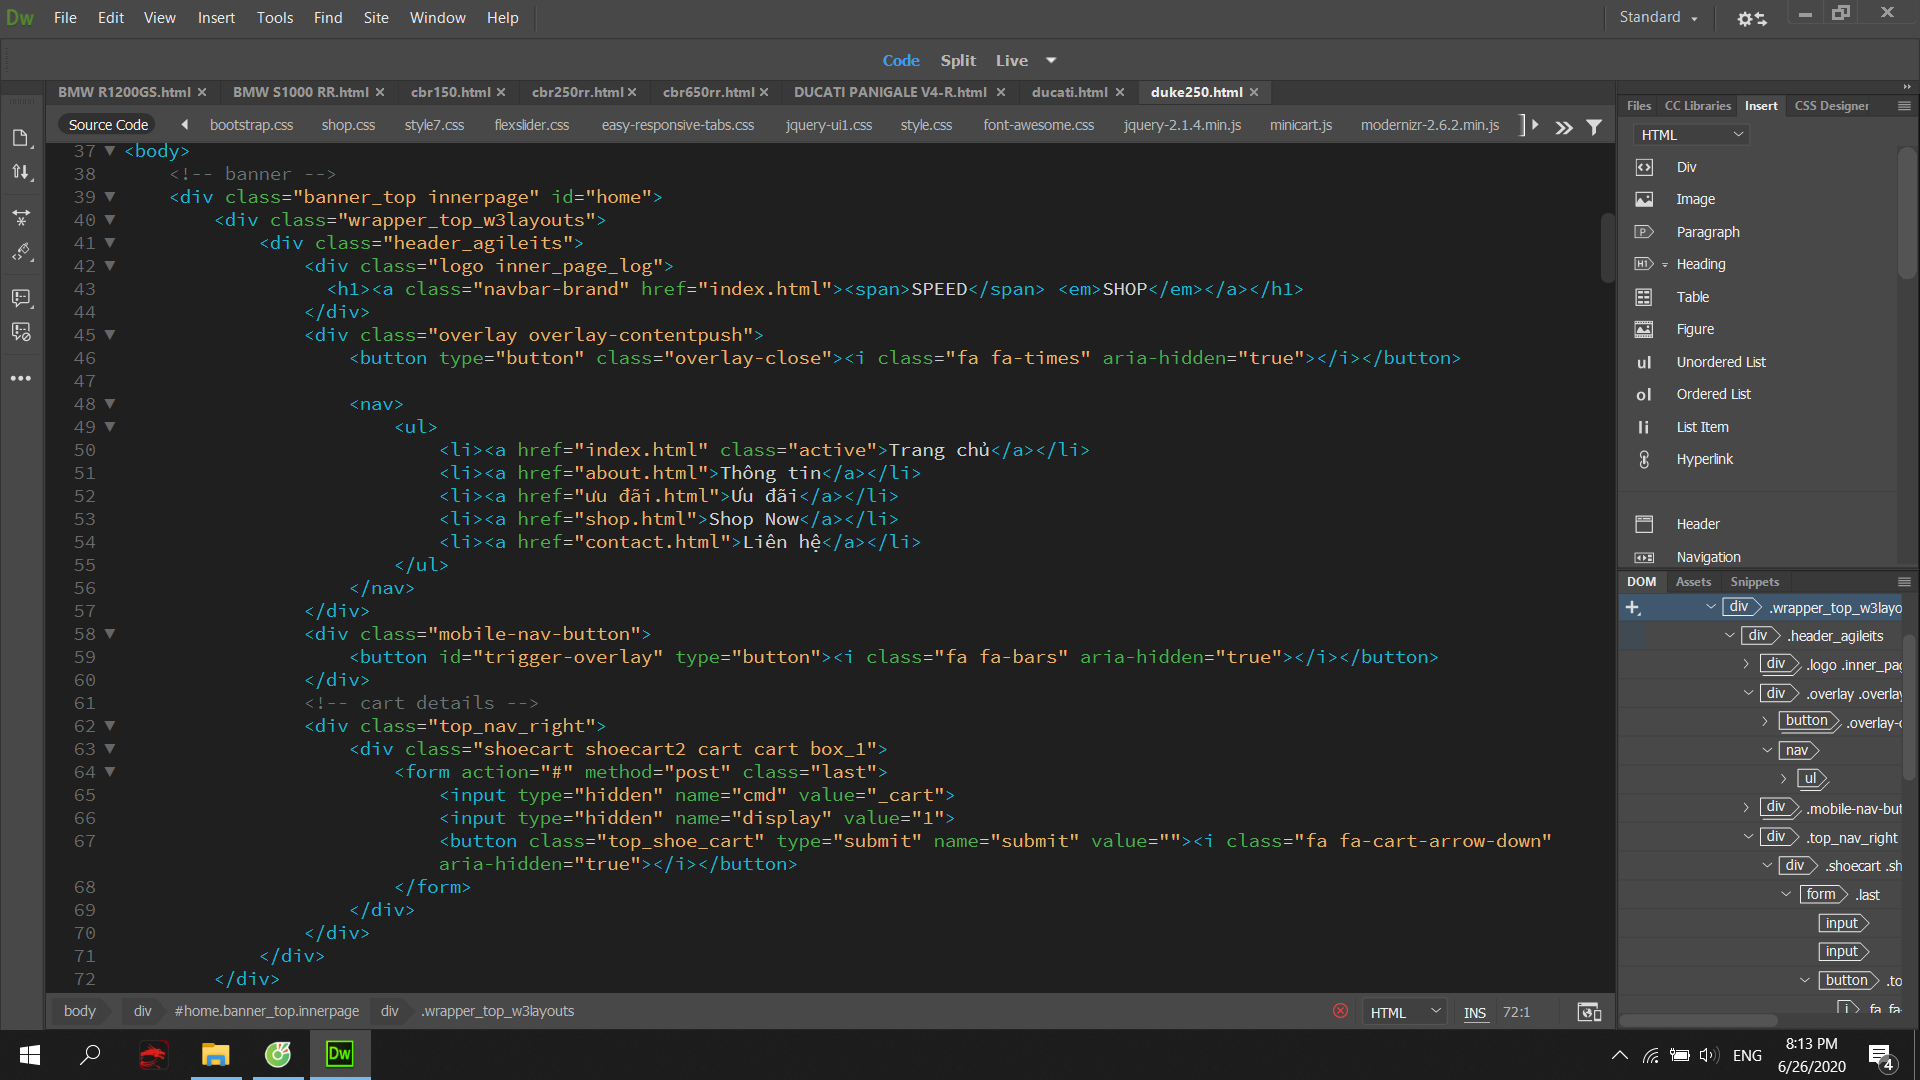 Dw File Edit View Insert Tools Find Site Window Help Standard
Code Split Live
BMW R1200GS.html BMW S1000 RR.html cbr150.html cbr250rr.html cbr650rr.html DUCATI PANIGALE V4-R.html ducati.html duke250.html
Source Code bootstrap.css shop.css style7.css flexslider.css easy-responsive-tabs.css jquery-ui1.css style.css font-awesome.css jquery-2.1.4.min.js minicart.js modernizr-2.6.2.min.js
37 <body>
38 <!-- banner -->
39 <div class="banner_top innerpage" id="home">
40 <div class="wrapper_top_w3layouts">
41 <div class="header_agileits">
42 <div class="logo inner_page_log">
43 <h1><a class="navbar-brand" href="index.html"><span>SPEED</span> <em>SHOP</em></a></h1>
44 </div>
45 <div class="overlay overlay-contentpush">
46 <button type="button" class="overlay-close"><i class="fa fa-times" aria-hidden="true"></i></button>
47
48 <nav>
49 <ul>
50 <li><a href="index.html" class="active">Trang chủ</a></li>
51 <li><a href="about.html">Thông tin</a></li>
52 <li><a href="ưu đãi.html">Ưu đãi</a></li>
53 <li><a href="shop.html">Shop Now</a></li>
54 <li><a href="contact.html">Liên hệ</a></li>
55 </ul>
56 </nav>
57 </div>
58 <div class="mobile-nav-button">
59 <button id="trigger-overlay" type="button"><i class="fa fa-bars" aria-hidden="true"></i></button>
60 </div>
61 <!-- cart details -->
62 <div class="top_nav_right">
63 <div class="shoecart shoecart2 cart cart box_1">
64 <form action="#" method="post" class="last">
65 <input type="hidden" name="cmd" value="_cart">
66 <input type="hidden" name="display" value="1">
67 <button class="top_shoe_cart" type="submit" name="submit" value=""><i class="fa fa-cart-arrow-down"
aria-hidden="true"></i></button>
68 </form>
69 </div>
70 </div>
71 </div>
72 </div>
body div #home.banner_top.innerpage div .wrapper_top_w3layouts HTML INS 72:1
Files CC Libraries Insert CSS Designer
HTML
Div
Image
Paragraph
H1 Heading
Table
Figure
ul Unordered List
ol Ordered List
li List Item
Hyperlink
Header
Navigation
DOM Assets Snippets
div .wrapper_top_w3layo
div .header_agileits
div .logo .inner_pag
div .overlay .overlay
button .overlay-c
nav
ul
div .mobile-nav-but
div .top_nav_right
div .shoecart .sh
form .last
input
input
button .to
i .fa .fa-
Dw ENG 8:13 PM
6/26/2020 4